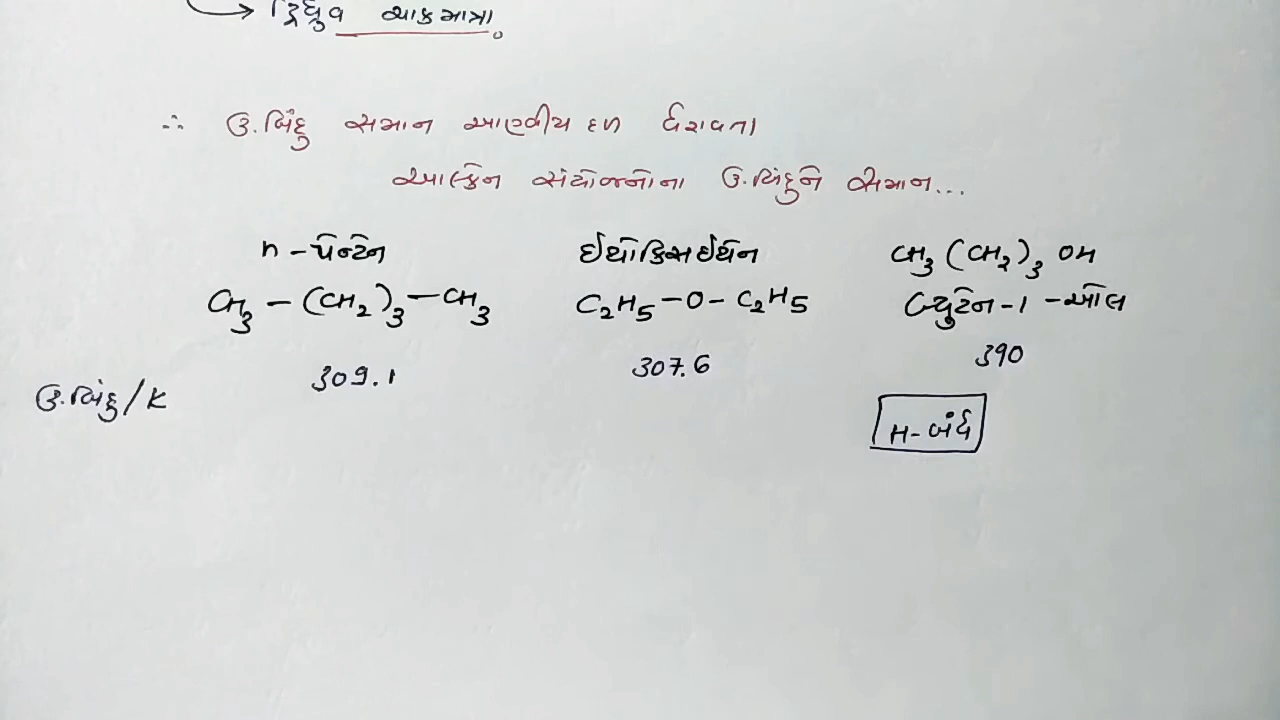 → દ્વિધ્રુવ ચાકમાત્રા
∴ ઉ.બિંદુ સમાન આણ્વીય દળ ધરાવતા
આલ્કેન સંયોજનોના ઉ.બિંદુને સમાન...
n-પેન્ટેન ઈથોક્સિઈથેન CH₃(CH₂)₃OH
CH₃-(CH₂)₃-CH₃ C₂H₅-O-C₂H₅ બ્યુટેન-1-ઓલ
ઉ.બિંદુ/K 309.1 307.6 390
H-બંધ